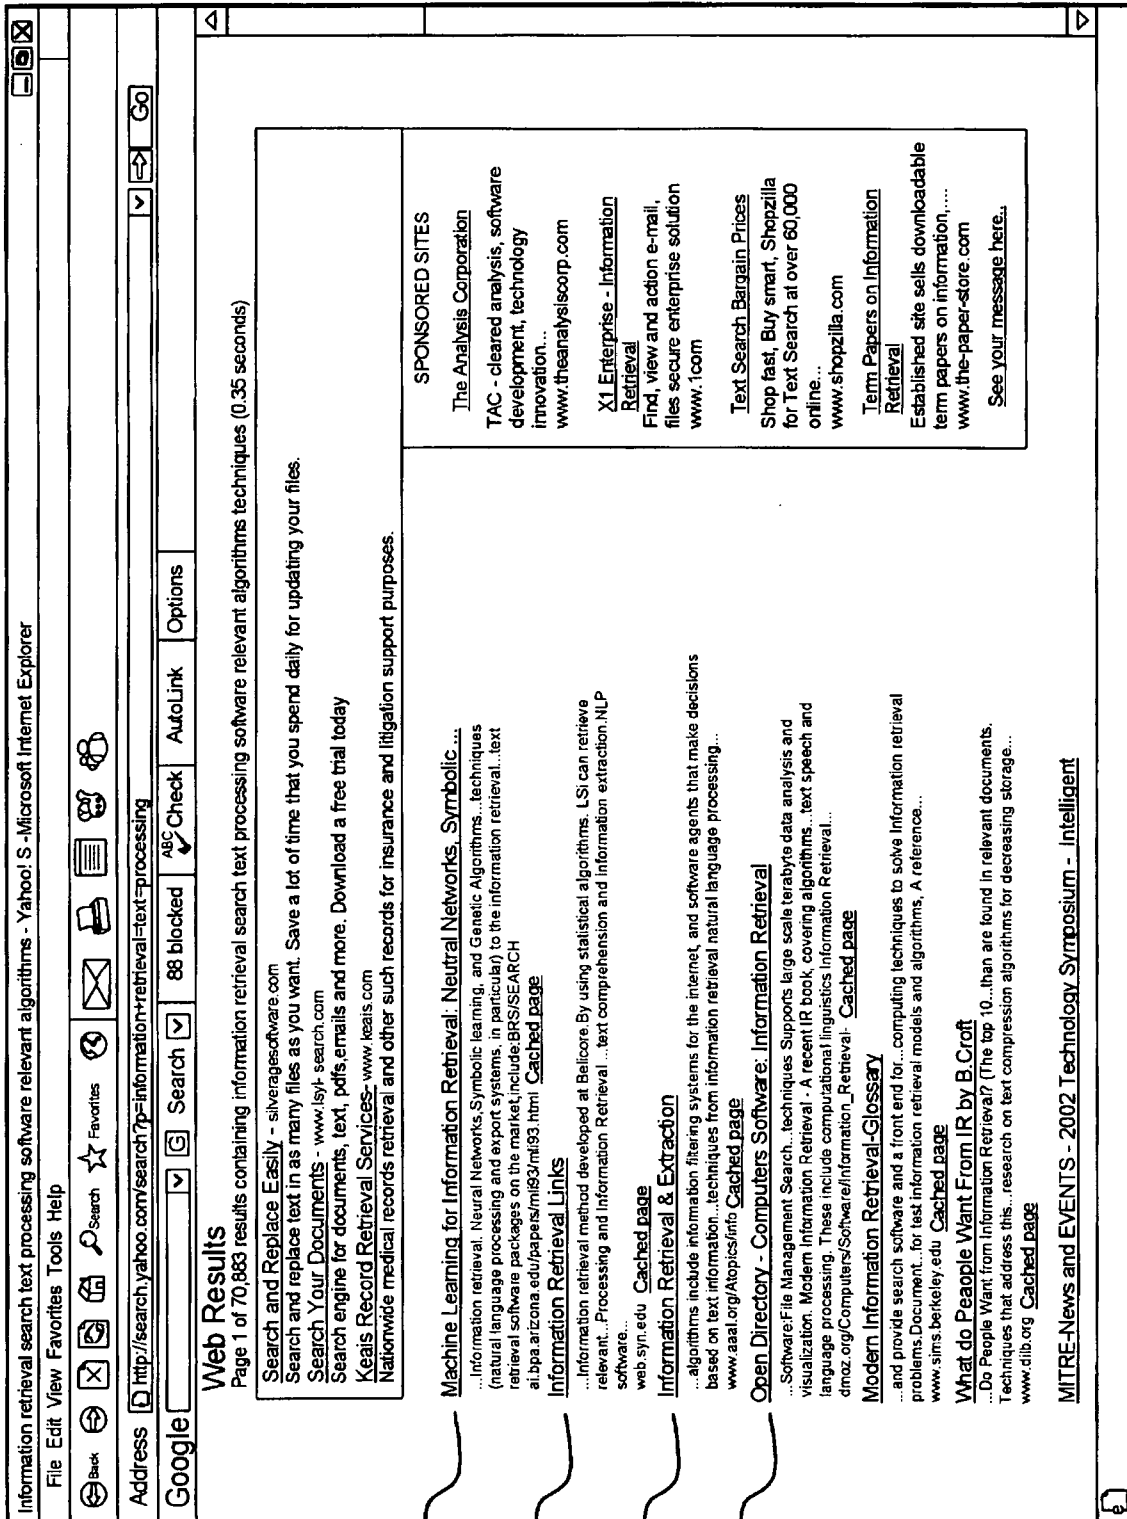 Information retrieval search text processing software relevant algorithms - Yahoo! S -Microsoft Internet Explorer
File Edit View Favorites Tools Help
Back Search Favorites
Address http://search.yahoo.com/search?p=information+retrieval=text=processing Go
Google G Search 88 blocked ABC Check AutoLink Options
Web Results
Page 1 of 70,883 results containing information retrieval search text processing software relevant algorithms techniques (0.35 seconds)
Search and Replace Easily - silveragesoftware.com
Search and replace text in as many files as you want. Save a lot of time that you spend daily for updating your files.
Search Your Documents - www.lsyl- search.com
Search engine for documents, text, pdfs,emails and more. Download a free trial today
Keais Record Retrieval Services- www.keais.com
Nationwide medical records retrieval and other such records for insurance and litigation support purposes.
Machine Learning for Information Retrieval: Neutral Networks, Symbolic ...
...Information retrieval. Neural Networks,Symbolic learning, and Genetic Algorithms...techniques
(natural language processing and export systems, in particular) to the information retrieval...text
retrieval software packages on the market,include:BRS/SEARCH
ai.bpa.arizona.edu/papers/mli93/mli93.html Cached page
Information Retrieval Links
...Information retrieval method developed at Bellcore.By using statistical algorithms. LSi can retrieve
relevant...Processing and Information Retrieval ...text comprehension and information extraction.NLP
software...
web.syn.edu Cached page
Information Retrieval & Extraction
...algorithms include information filtering systems for the internet, and software agents that make decisions
based on text information...techniques from information retrieval natural language processing...
www.aaal.org/Atopics/info Cached page
Open Directory - Computers Software: Information Retrieval
...Software:File Management Search...techniques Supports large scale terabyte data analysis and
visualization. Modern Information Retrieval - A recent IR book, covering algorithms...text speech and
language processing. These include computational linguistics Information Retrieval...
dmoz.org/Computers/Software/Information_Retrieval- Cached page
Modern Information Retrieval-Glossary
...and provide search software and a front end for...computing techniques to solve Information retrieval
problems.Document...for test information retrieval models and algorithms, A reference...
www.sims.berkeley.edu Cached page
What do People Want From IR by B.Croft
...Do People Want from Information Retrieval? (The top 10...than are found in relevant documents.
Techniques that address this...research on text compression algorithms for decreasing storage...
www.dlib.org Cached page
MITRE-News and EVENTS - 2002 Technology Symposium - Intelligent
SPONSORED SITES
The Analysis Corporation
TAC - cleared analysis, software
development, technology
innovation...
www.theanalysiscorp.com
X1 Enterprise - Information
Retrieval
Find, view and action e-mail,
files secure enterprise solution
www.1com
Text Search Bargain Prices
Shop fast, Buy smart, Shopzilla
for Text Search at over 60,000
online...
www.shopzilla.com
Term Papers on Information
Retrieval
Established site sells downloadable
term papers on information,....
www.the-paper-store.com
See your message here...
e